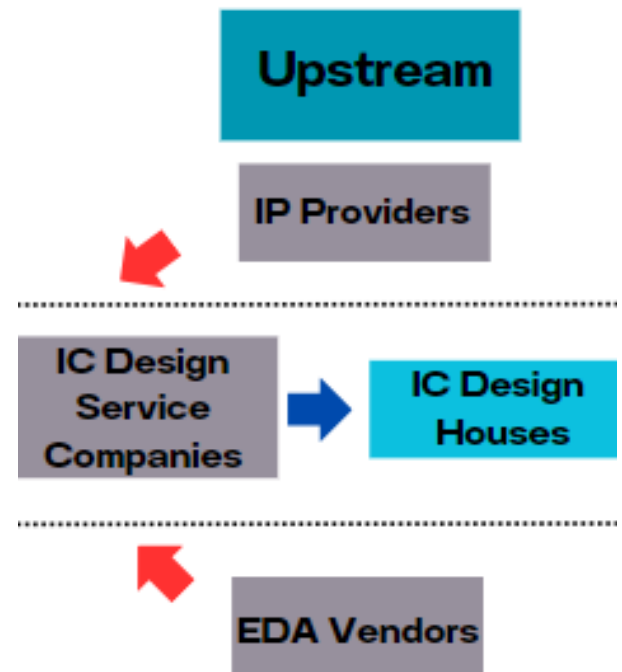 Upstream
IP Providers
IC Design
Service
Companies
IC Design
Houses
EDA Vendors